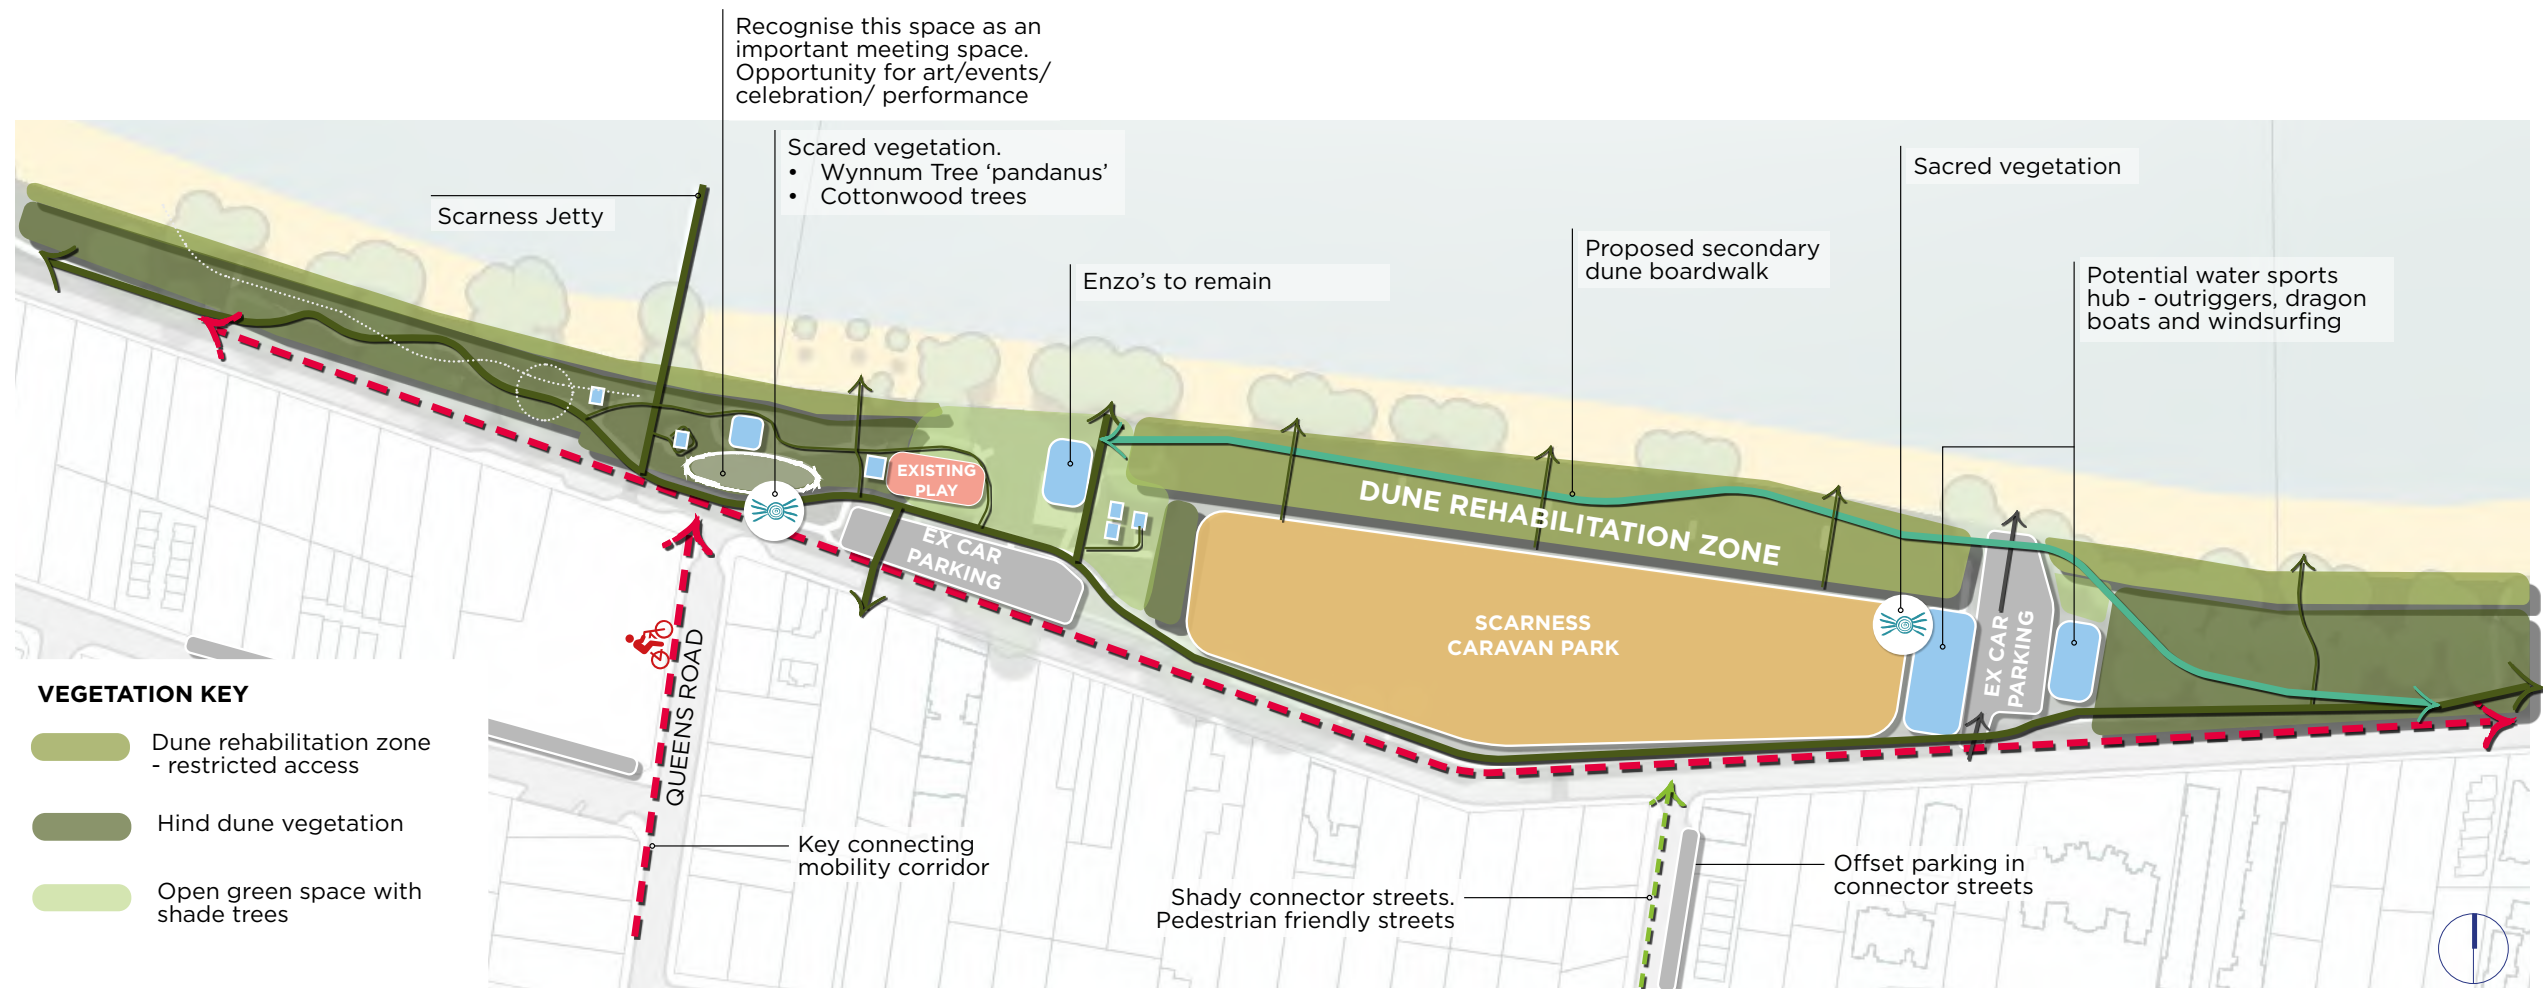 Recognise this space as an
important meeting space.
Opportunity for art/events/
celebration/ performance
Scared vegetation.
• Wynnum Tree ‘pandanus’
• Cottonwood trees
Sacred vegetation
Scarness Jetty
Proposed secondary
dune boardwalk
Enzo’s to remain
Potential water sports
hub - outriggers, dragon
boats and windsurfing
EXISTING
PLAY
EX CAR
PARKING
DUNE REHABILITATION ZONE
SCARNESS
CARAVAN PARK
EX CAR
PARKING
QUEENS ROAD
VEGETATION KEY
Dune rehabilitation zone
- restricted access
Hind dune vegetation
Open green space with
shade trees
Key connecting
mobility corridor
Shady connector streets.
Pedestrian friendly streets
Offset parking in
connector streets